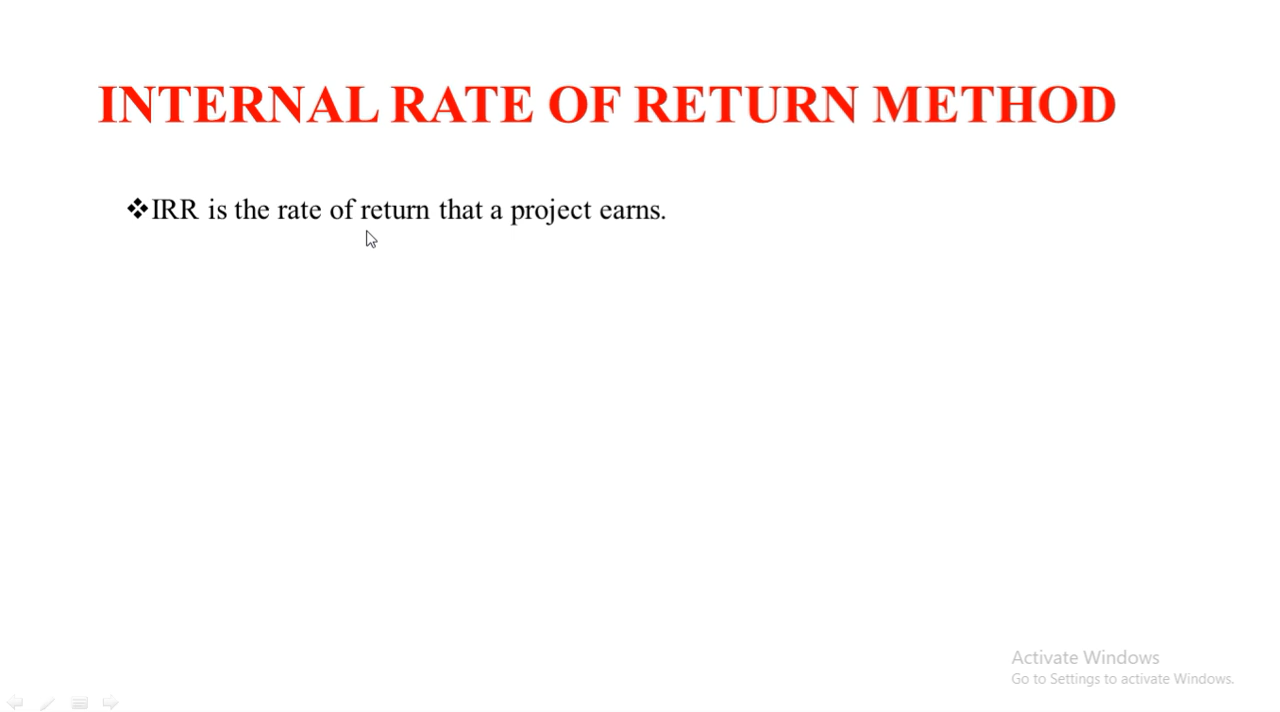 INTERNAL RATE OF RETURN METHOD
❖IRR is the rate of return that a project earns.
Activate Windows
Go to Settings to activate Windows.